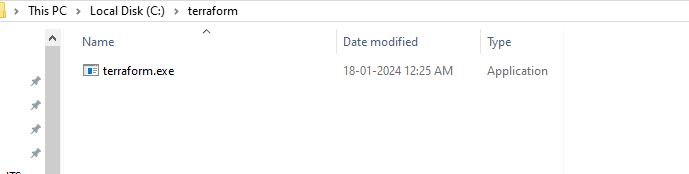 This PC > Local Disk (C:) > terraform
Name Date modified Type
terraform.exe 18-01-2024 12:25 AM Application